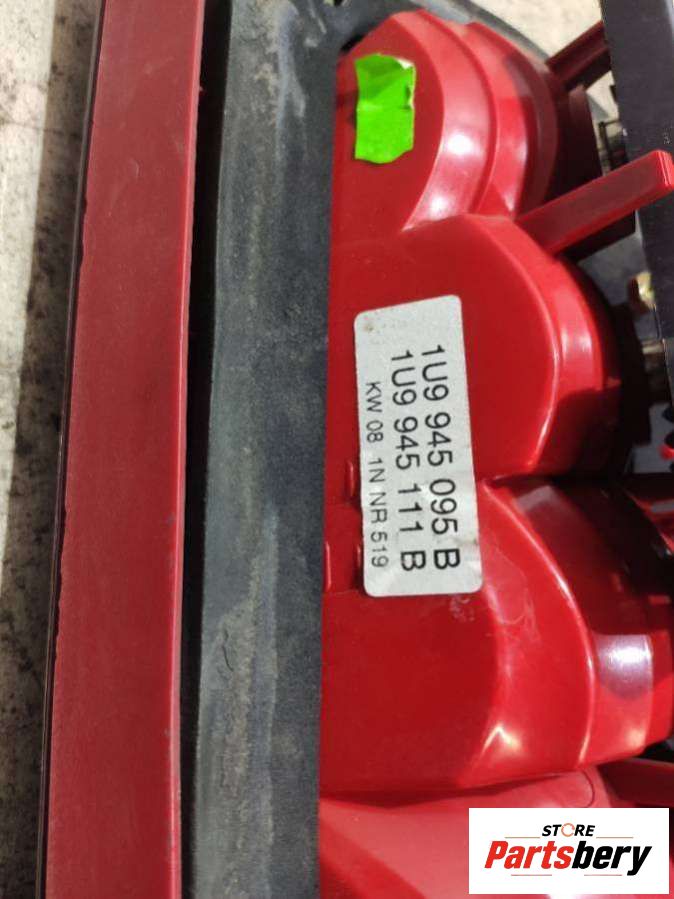 1U9 945 095 B
1U9 945 111 B
KW 08 1N NR 519
STORE
Partsbery